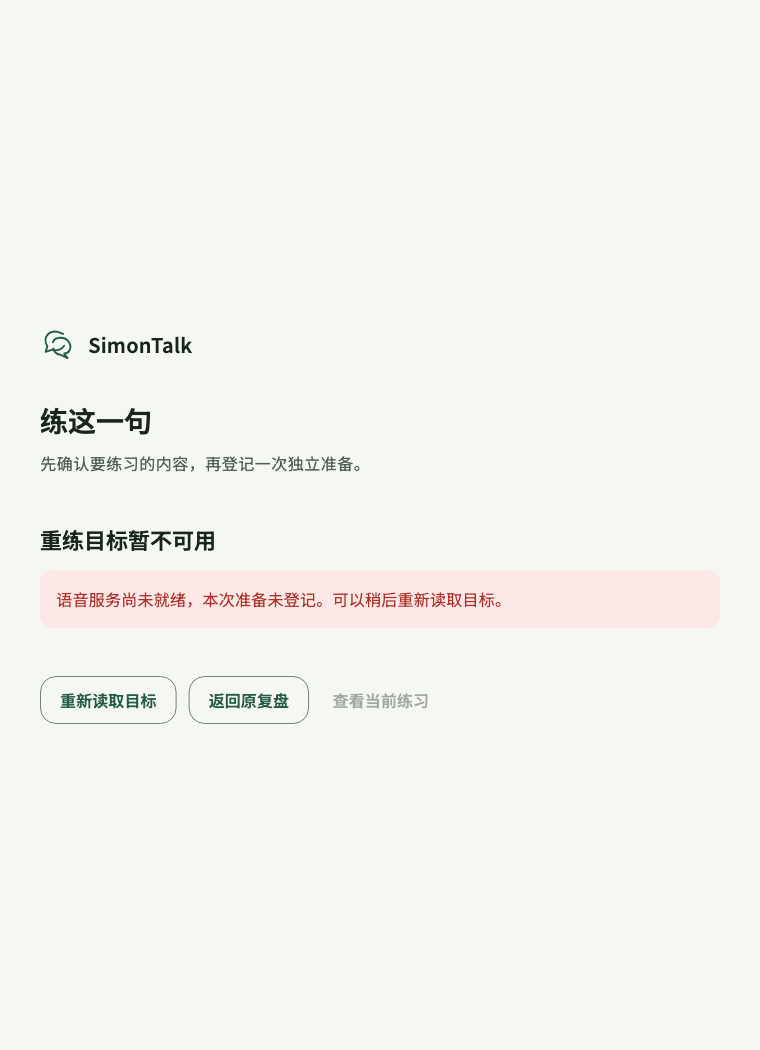 SimonTalk
练这一句
先确认要练习的内容，再登记一次独立准备。
重练目标暂不可用
语音服务尚未就绪，本次准备未登记。可以稍后重新读取目标。
重新读取目标 返回原复盘 查看当前练习